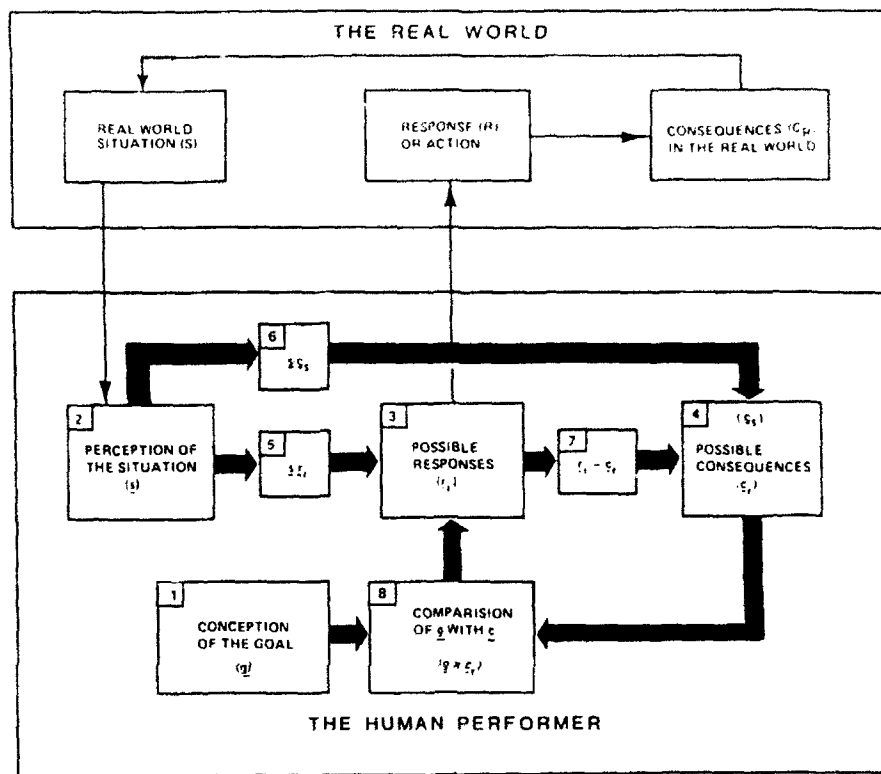 THE REAL WORLD
REAL WORLD
SITUATION (S)
RESPONSE (R)
OR ACTION
CONSEQUENCES (C_R)
IN THE REAL WORLD
6
2
PERCEPTION OF
THE SITUATION
(s)
5
3
POSSIBLE
RESPONSES
7
4
POSSIBLE
CONSEQUENCES
1
CONCEPTION
OF THE GOAL
(g)
8
COMPARISION
OF g WITH c
THE HUMAN PERFORMER